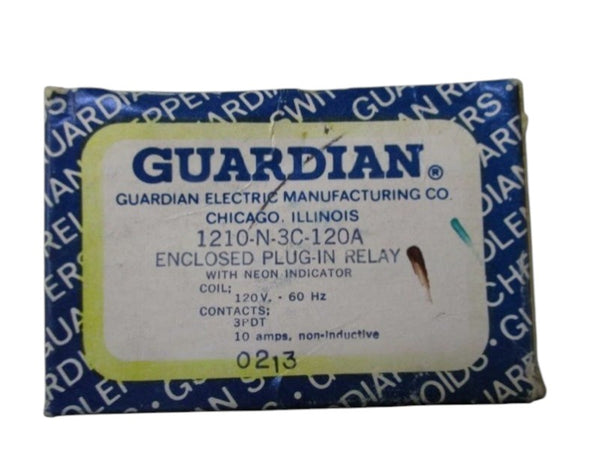 GUARDIAN®
GUARDIAN ELECTRIC MANUFACTURING CO.
CHICAGO, ILLINOIS
1210-N-3C-120A
ENCLOSED PLUG-IN RELAY
WITH NEON INDICATOR
COIL;
120V. - 60 Hz
CONTACTS;
3PDT
10 amps, non-inductive
0213